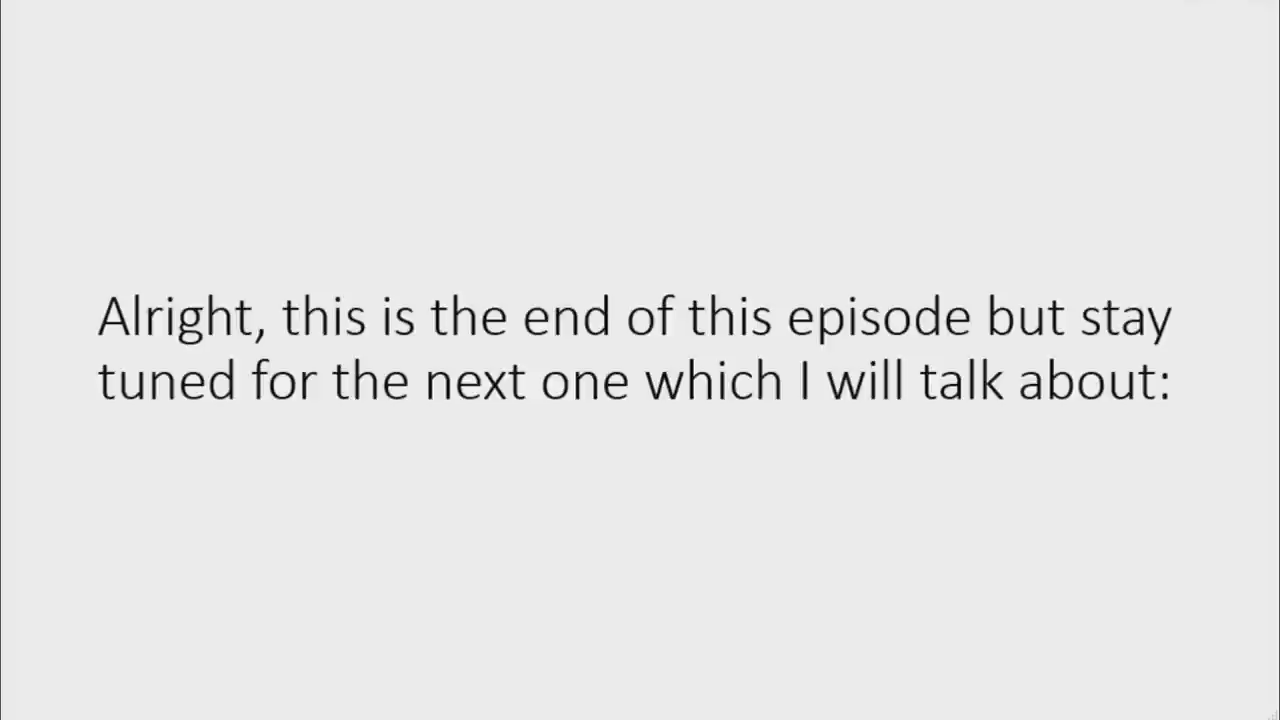 Alright, this is the end of this episode but stay
tuned for the next one which I will talk about: